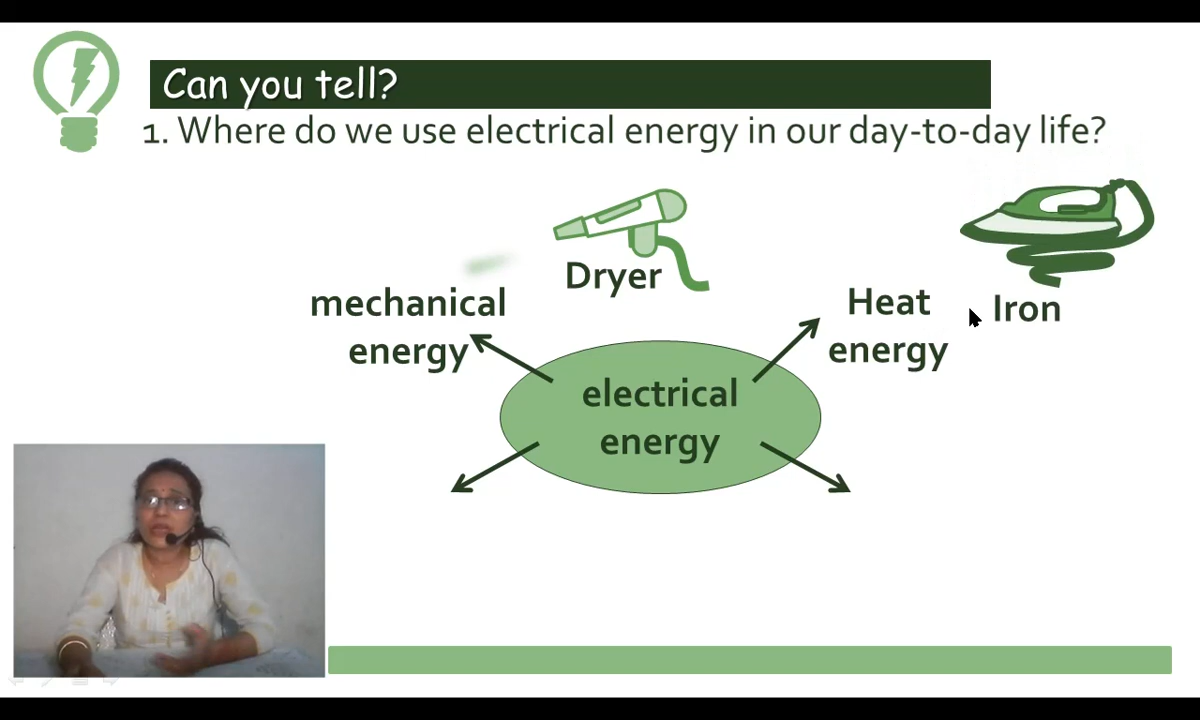 Can you tell?
1. Where do we use electrical energy in our day-to-day life?
Dryer
mechanical
energy
Heat
energy
Iron
electrical
energy